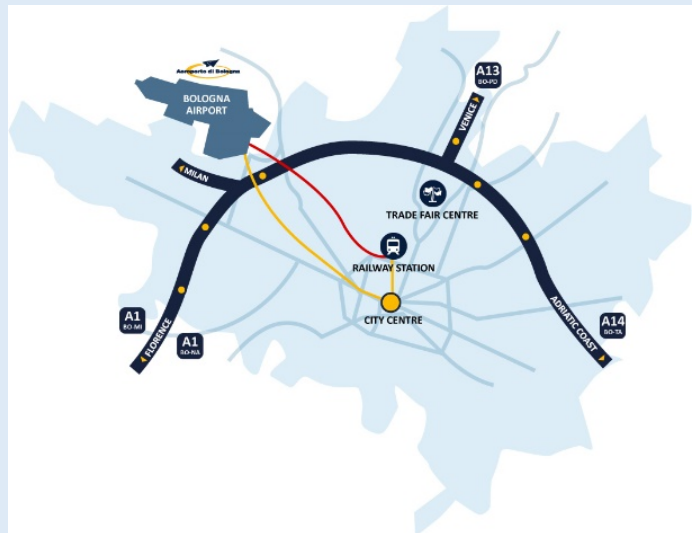 Aeroporto di Bologna
BOLOGNA
AIRPORT
A13
BO-PD
VENICE
MILAN
TRADE FAIR CENTRE
RAILWAY STATION
CITY CENTRE
A1
BO-MI
FLORENCE
A1
BO-NA
ADRIATIC COAST
A14
BO-TA